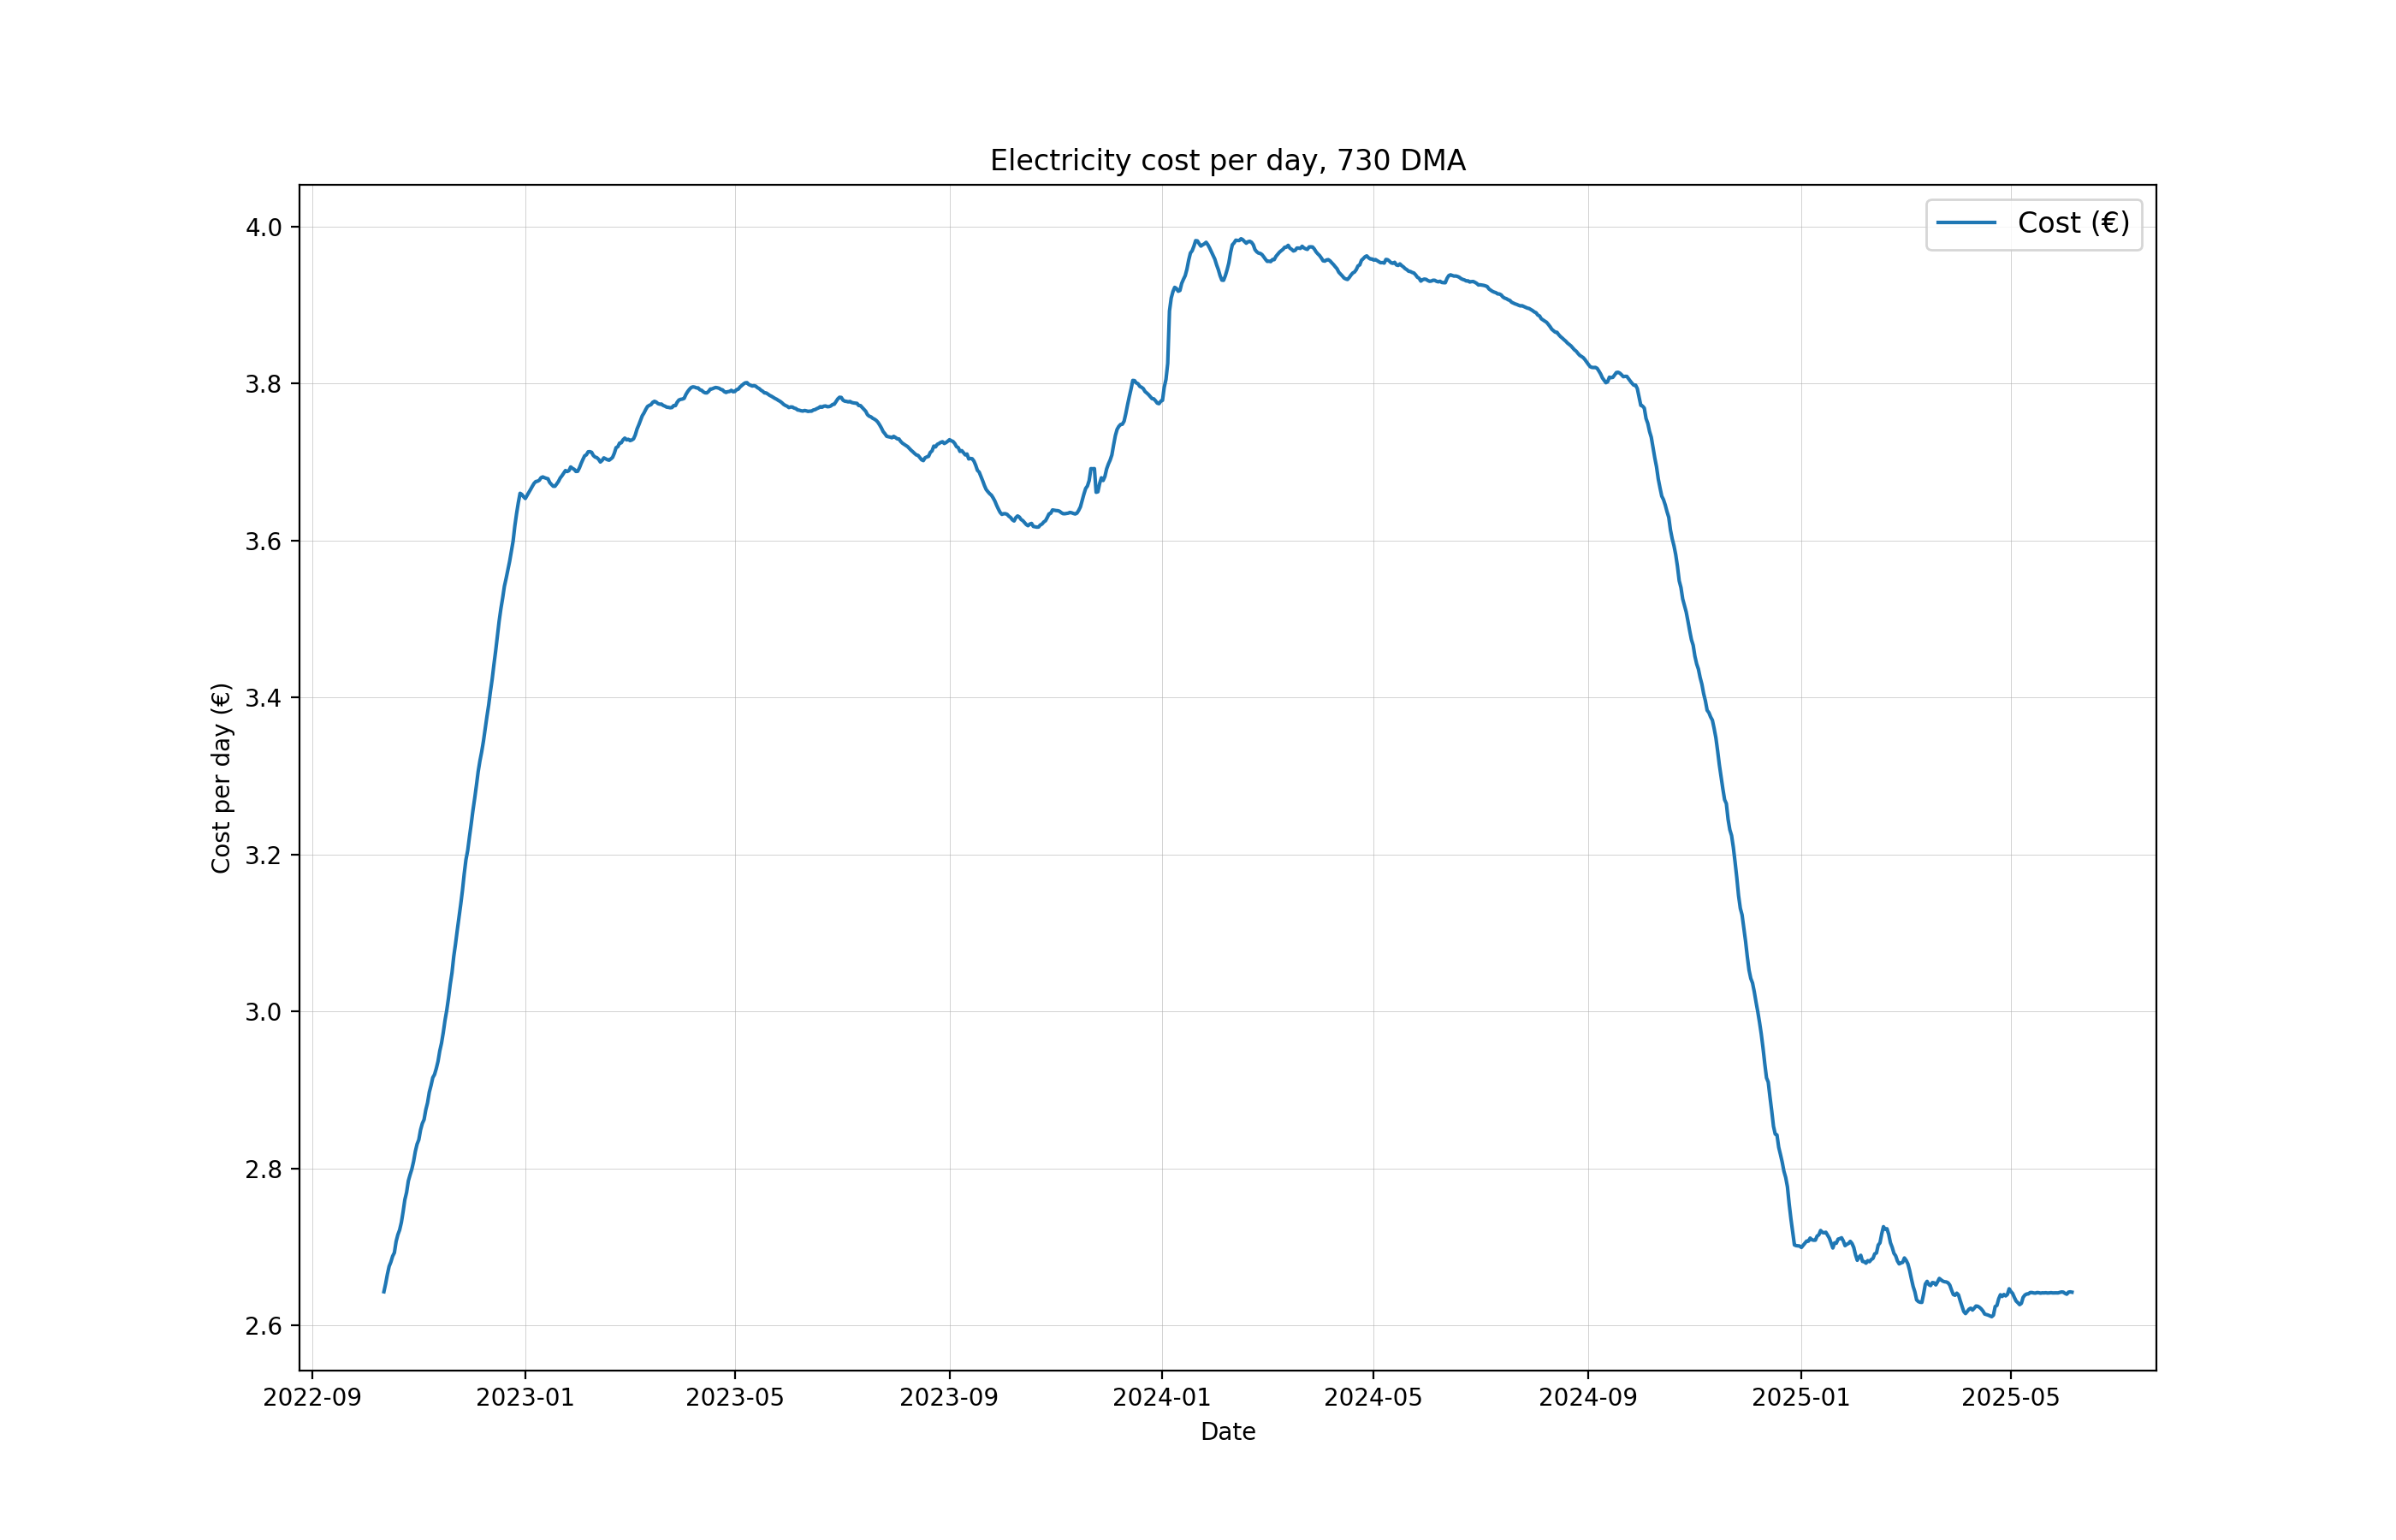 Electricity cost per day, 730 DMA
Cost (€)
4.0
3.8
3.6
3.4
3.2
3.0
2.8
2.6
Cost per day (€)
2022-09 2023-01 2023-05 2023-09 2024-01 2024-05 2024-09 2025-01 2025-05
Date